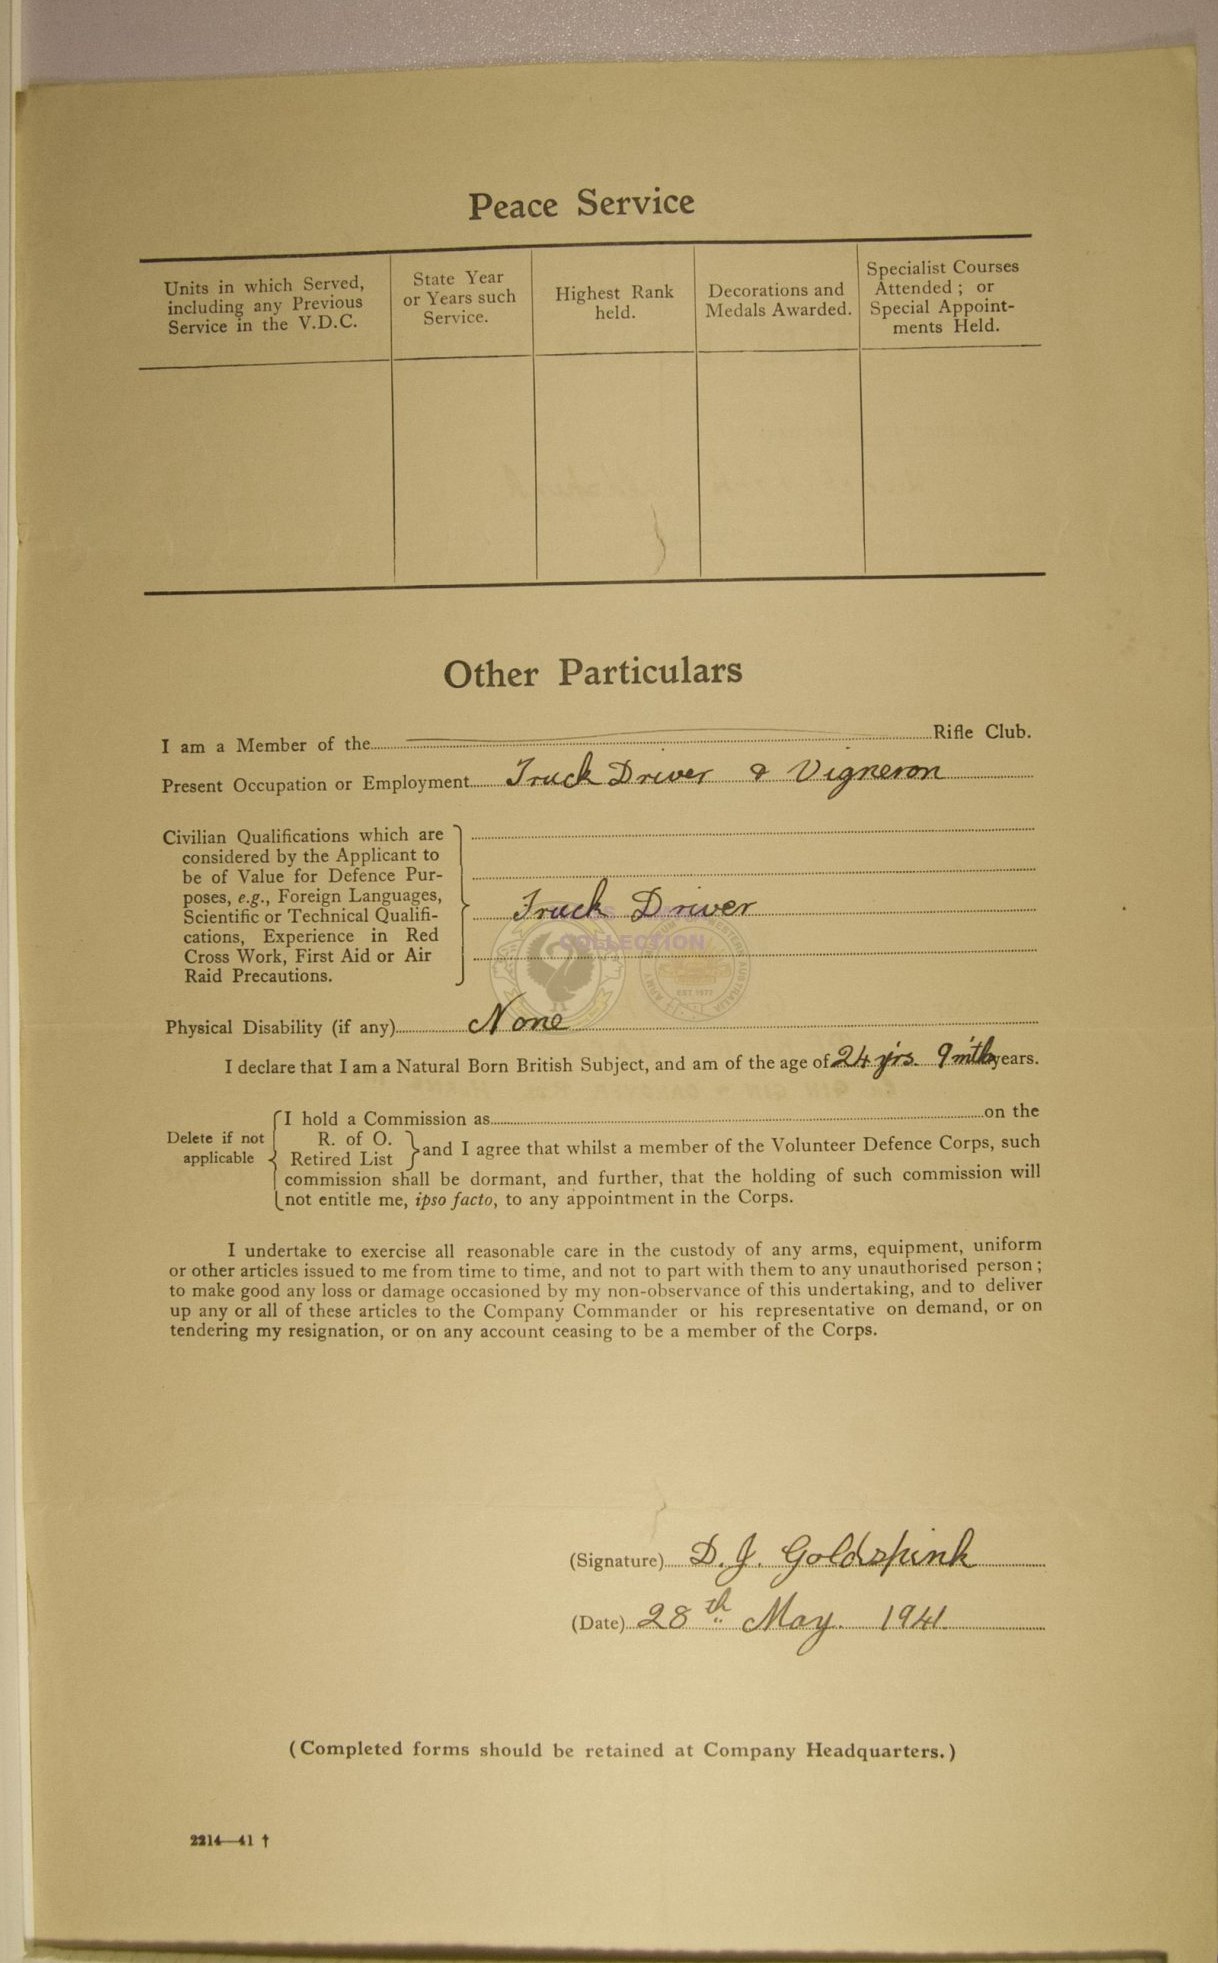 Peace Service
Units in which Served,
including any Previous
Service in the V.D.C.
State Year
or Years such
Service.
Highest Rank
held.
Decorations and
Medals Awarded.
Specialist Courses
Attended ; or
Special Appoint-
ments Held.
Other Particulars
I am a Member of the Rifle Club.
Present Occupation or Employment Truck Driver & Vigneron
Civilian Qualifications which are
considered by the Applicant to
be of Value for Defence Pur-
poses, e.g., Foreign Languages,
Scientific or Technical Qualifi-
cations, Experience in Red
Cross Work, First Aid or Air
Raid Precautions.
Truck Driver
COLLECTION
EST 1977
Physical Disability (if any) None
I declare that I am a Natural Born British Subject, and am of the age of 24 yrs. 9 mths years.
Delete if not
applicable
I hold a Commission as on the
R. of O.
Retired List
and I agree that whilst a member of the Volunteer Defence Corps, such
commission shall be dormant, and further, that the holding of such commission will
not entitle me, ipso facto, to any appointment in the Corps.
I undertake to exercise all reasonable care in the custody of any arms, equipment, uniform
or other articles issued to me from time to time, and not to part with them to any unauthorised person ;
to make good any loss or damage occasioned by my non-observance of this undertaking, and to deliver
up any or all of these articles to the Company Commander or his representative on demand, or on
tendering my resignation, or on any account ceasing to be a member of the Corps.
(Signature) D. J. Goldspink
(Date) 28th May. 1941.
(Completed forms should be retained at Company Headquarters.)
2214—41 †